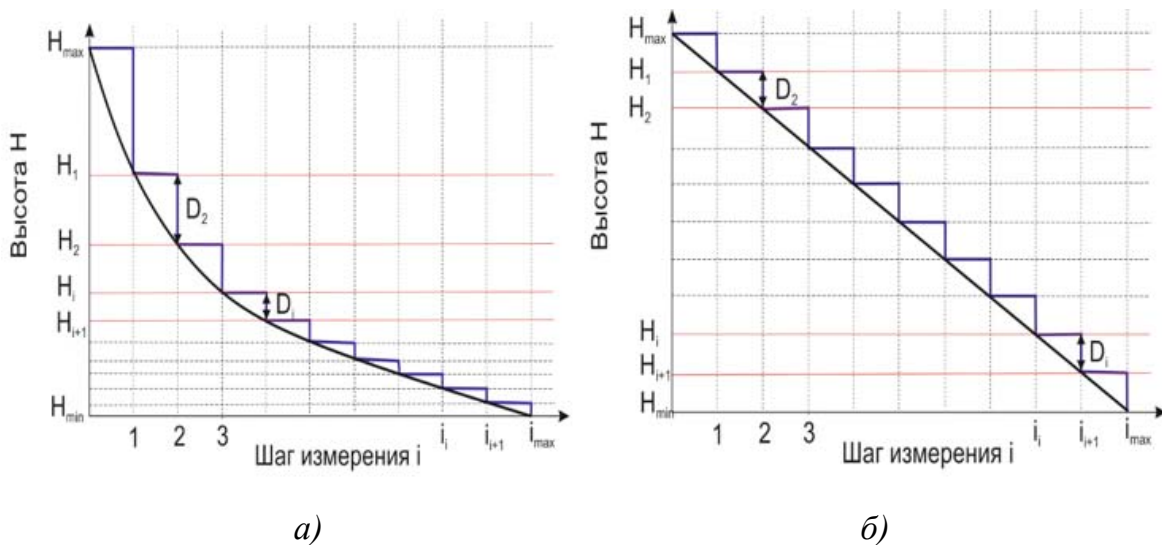 H_max
H_1
H_2
H_i
H_i+1
H_min
Высота H
D_2
D_i
1 2 3 i_i i_i+1 i_max
Шаг измерения i
а)
H_max
H_1
H_2
H_i
H_i+1
H_min
Высота H
D_2
D_i
1 2 3 i_i i_i+1 i_max
Шаг измерения i
б)